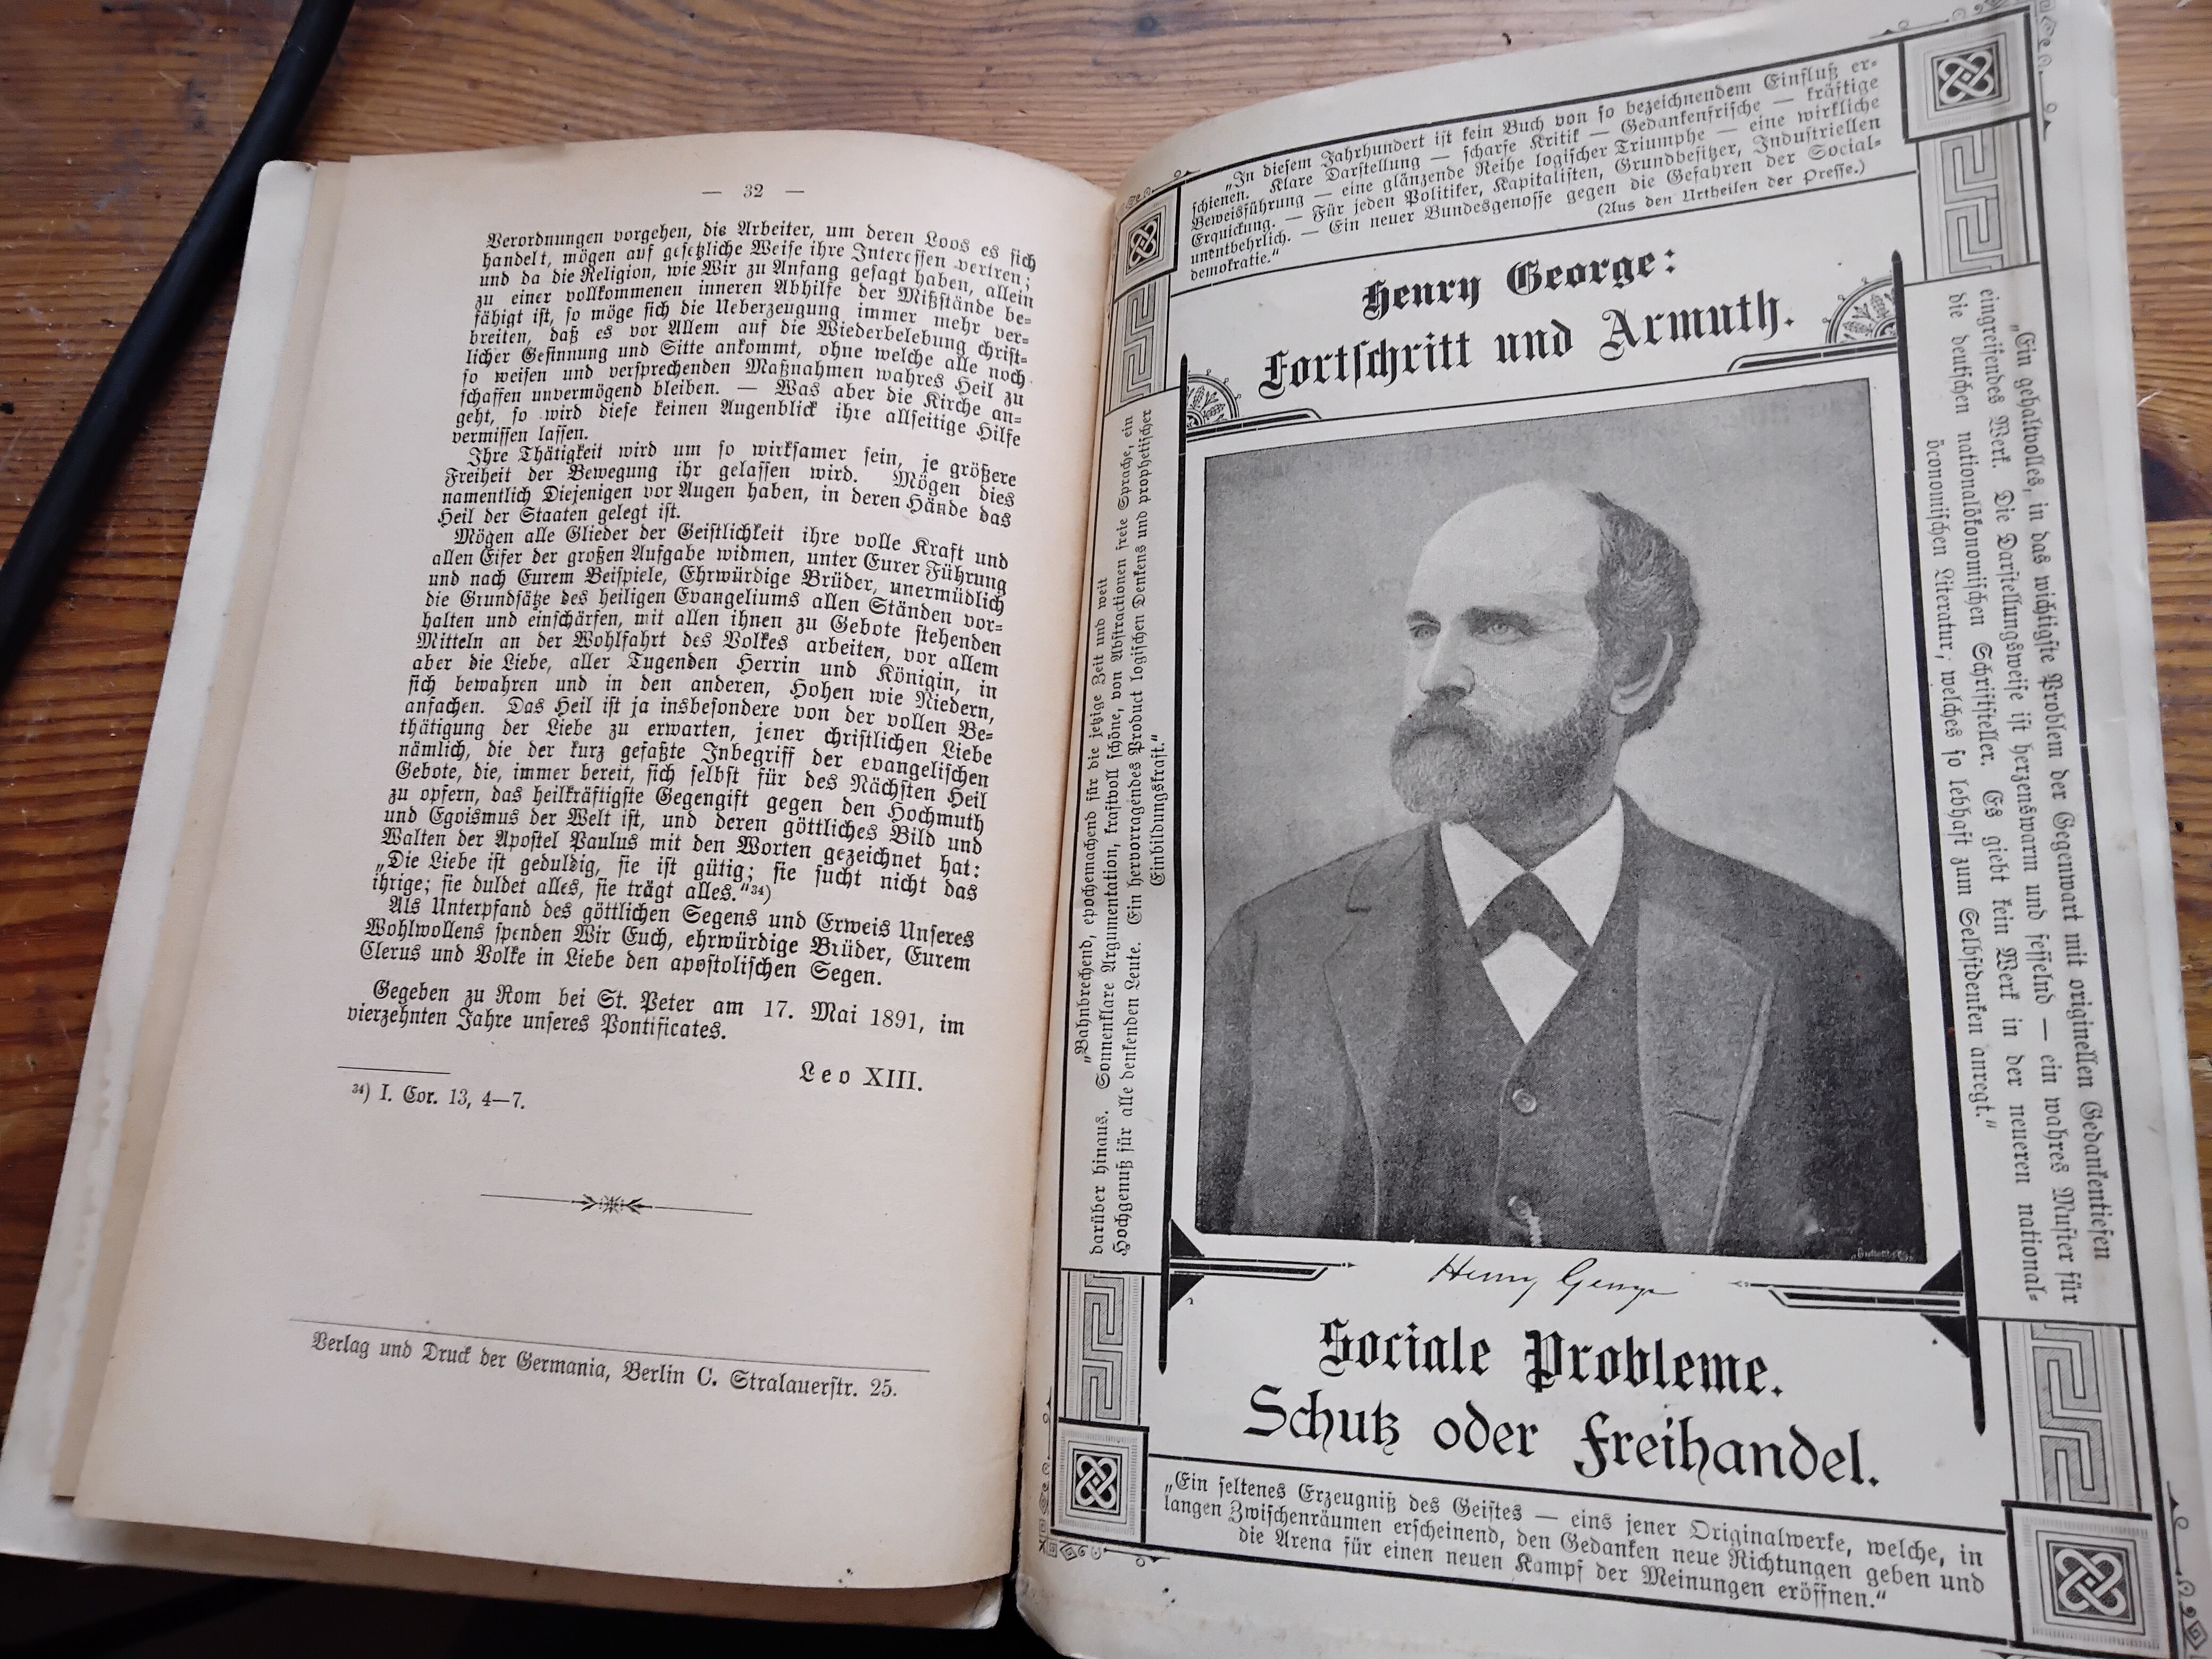 — 32 —
Verordnungen vorgehen, die Arbeiter, um deren Loos es sich
handelt, mögen auf gesetzliche Weise ihre Interessen vertren;
und da die Religion, wie Wir zu Anfang gesagt haben, allein
zu einer vollkommenen inneren Abhilfe der Mißstände be-
fähigt ist, so möge sich die Ueberzeugung immer mehr ver-
breiten, daß es vor Allem auf die Wiederbelebung christ-
licher Gesinnung und Sitte ankommt, ohne welche alle noch
so weisen und versprechenden Maßnahmen wahres Heil zu
schaffen unvermögend bleiben. — Was aber die Kirche an-
geht, so wird diese keinen Augenblick ihre allseitige Hilfe
vermissen lassen.
Ihre Thätigkeit wird um so wirksamer sein, je größere
Freiheit der Bewegung ihr gelassen wird. Mögen dies
namentlich Diejenigen vor Augen haben, in deren Hände das
Heil der Staaten gelegt ist.
Mögen alle Glieder der Geistlichkeit ihre volle Kraft und
allen Eifer der großen Aufgabe widmen, unter Eurer Führung
und nach Eurem Beispiele, Ehrwürdige Brüder, unermüdlich
die Grundsätze des heiligen Evangeliums allen Ständen vor-
halten und einschärfen, mit allen ihnen zu Gebote stehenden
Mitteln an der Wohlfahrt des Volkes arbeiten, vor allem
aber die Liebe, aller Tugenden Herrin und Königin, in
sich bewahren und in den anderen, Hohen wie Niedern,
anfachen. Das Heil ist ja insbesondere von der vollen Be-
thätigung der Liebe zu erwarten, jener christlichen Liebe
nämlich, die der kurz gefaßte Inbegriff der evangelischen
Gebote, die, immer bereit, sich selbst für des Nächsten Heil
zu opfern, das heilkräftigste Gegengift gegen den Hochmuth
und Egoismus der Welt ist, und deren göttliches Bild und
Walten der Apostel Paulus mit den Worten gezeichnet hat:
„Die Liebe ist geduldig, sie ist gütig; sie sucht nicht das
ihrige; sie duldet alles, sie trägt alles.“³⁴)
Als Unterpfand des göttlichen Segens und Erweis Unseres
Wohlwollens spenden Wir Euch, ehrwürdige Brüder, Eurem
Clerus und Volke in Liebe den apostolischen Segen.
Gegeben zu Rom bei St. Peter am 17. Mai 1891, im
vierzehnten Jahre unseres Pontificates.
Leo XIII.
³⁴) I. Cor. 13, 4—7.
Verlag und Druck der Germania, Berlin C. Stralauerstr. 25.
„In diesem Jahrhundert ist kein Buch von so bezeichnendem Einfluß er-
schienen. Klare Darstellung — scharfe Kritik — Gedankenfrische — kräftige
Beweisführung — eine glänzende Reihe logischer Triumphe — eine wirkliche
Erquickung. — Für jeden Politiker, Kapitalisten, Grundbesitzer, Industriellen
unentbehrlich. — Ein neuer Bundesgenosse gegen die Gefahren der Social-
demokratie.“
(Aus den Urtheilen der Presse.)
Henry George:
Fortschritt und Armuth.
„Bahnbrechend, epochemachend für die jetzige Zeit und weit
darüber hinaus. Sonnenklare Argumentation, kraftvoll schöne, von Abstractionen freie Sprache, ein
Hochgenuß für alle denkenden Leute. Ein hervorragendes Product logischen Denkens und prophetischer
Einbildungskraft.“
„Ein gehaltvolles, in das wichtigste Problem der Gegenwart mit originellen Gedankentiefen
eingreifendes Werk. Die Darstellungsweise ist herzenswarm und fesselnd — ein wahres Muster für
die deutschen nationalökonomischen Schriftsteller. Es giebt kein Werk in der neueren national-
öconomischen Literatur, welches so lebhaft zum Selbstdenken anregt.“
Henry George
Sociale Probleme.
Schutz oder Freihandel.
„Ein seltenes Erzeugniß des Geistes — eins jener Originalwerke, welche, in
langen Zwischenräumen erscheinend, den Gedanken neue Richtungen geben und
die Arena für einen neuen Kampf der Meinungen eröffnen.“